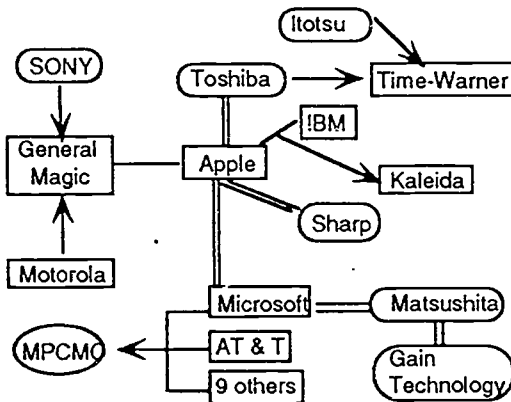 Itotsu
SONY
Toshiba
Time-Warner
!BM
General
Magic
Apple
Kaleida
Sharp
Motorola
Microsoft
Matsushita
MPCMC
AT & T
Gain
Technology
9 others